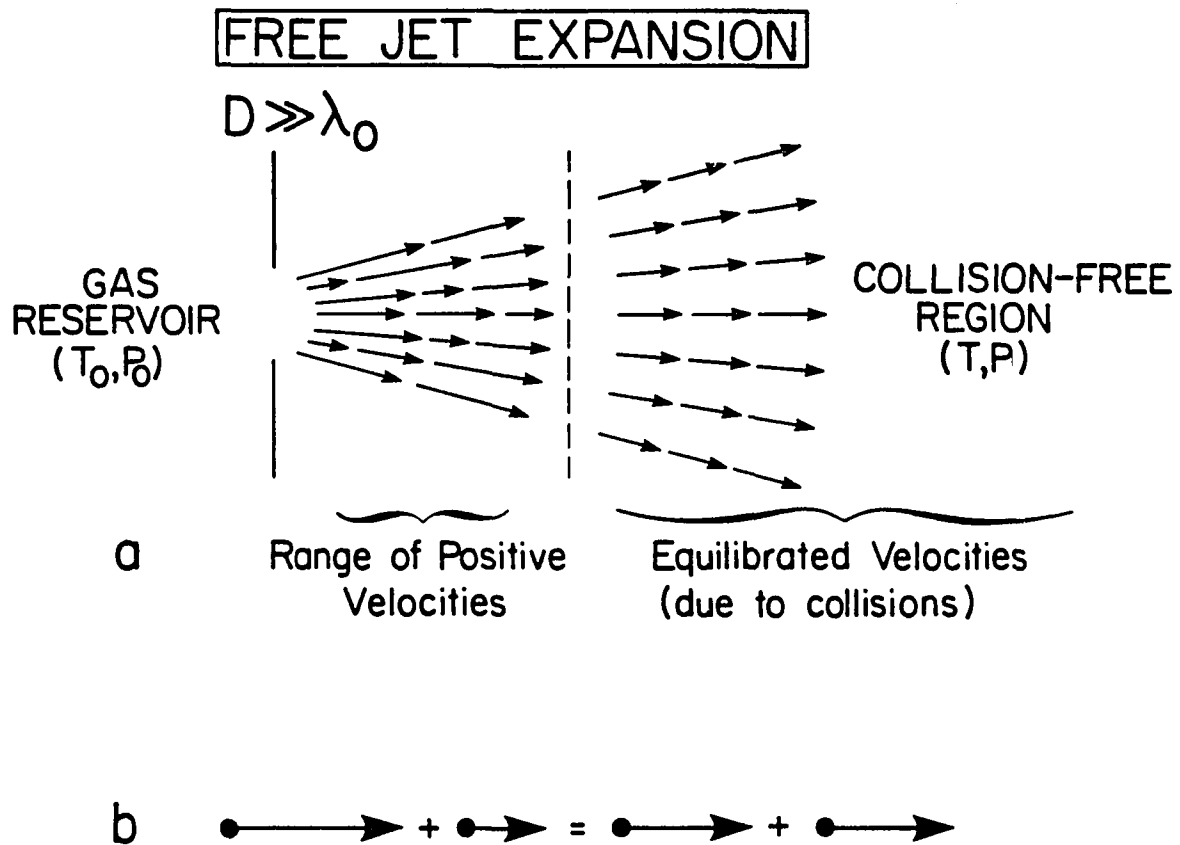 FREE JET EXPANSION
D≫λ₀
GAS
RESERVOIR
(T₀,P₀)
COLLISION-FREE
REGION
(T,P)
Range of Positive
Velocities
Equilibrated Velocities
(due to collisions)
a
b
+ = +